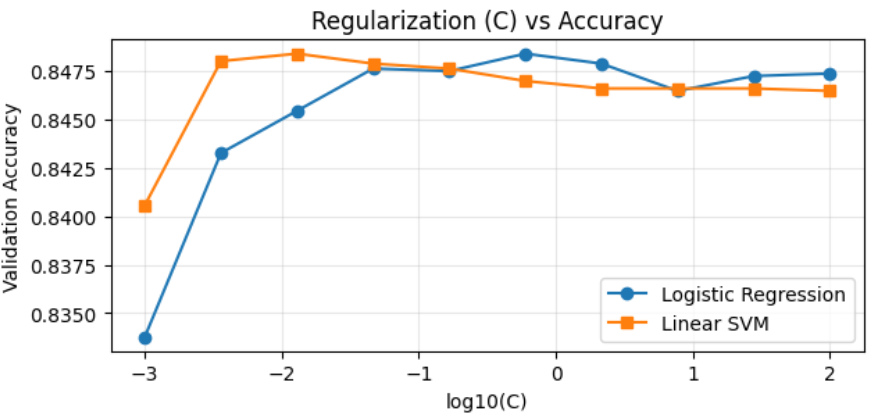 Regularization (C) vs Accuracy
Validation Accuracy
0.8475
0.8450
0.8425
0.8400
0.8375
0.8350
Logistic Regression
Linear SVM
−3 −2 −1 0 1 2
log10(C)